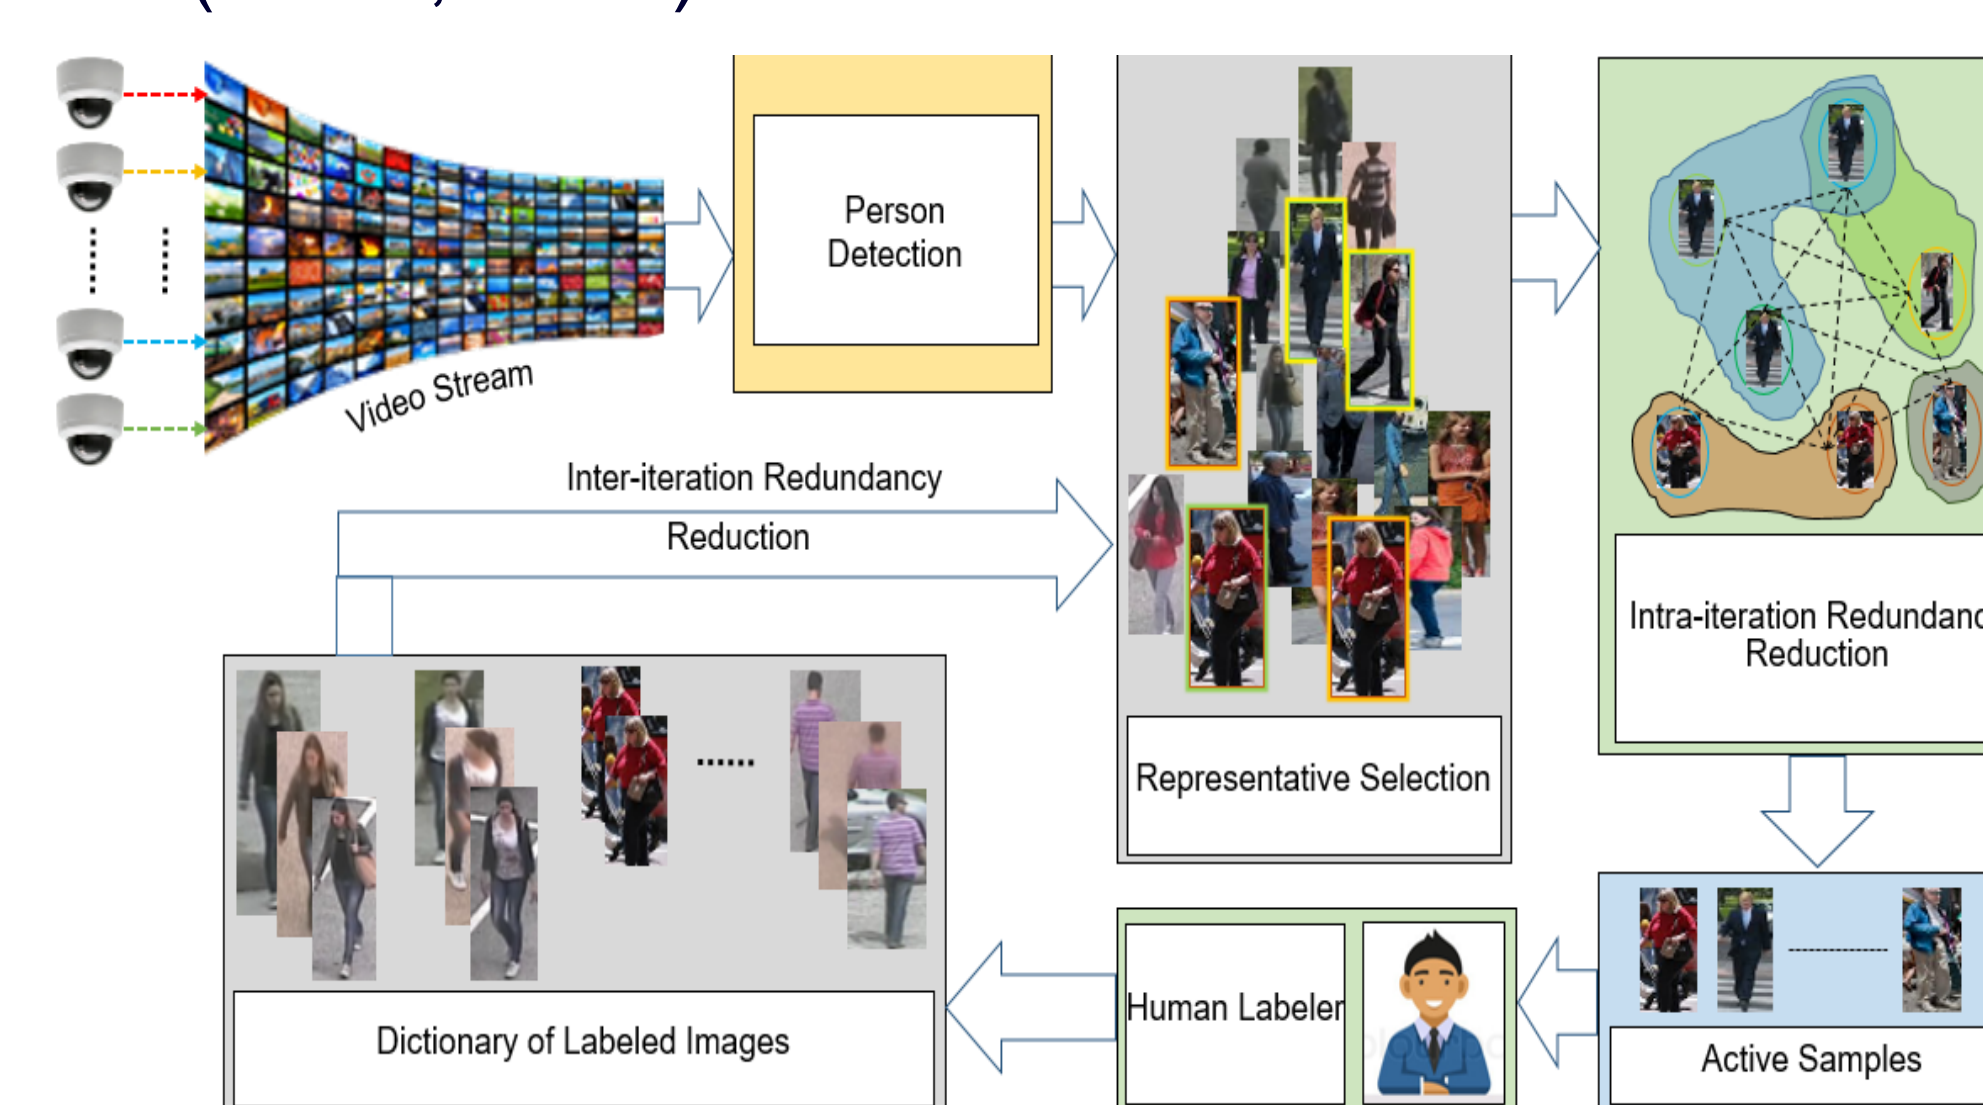 Video Stream
Person
Detection
Inter-iteration Redundancy
Reduction
Representative Selection
Intra-iteration Redundanc
Reduction
Dictionary of Labeled Images
Human Labeler
Active Samples